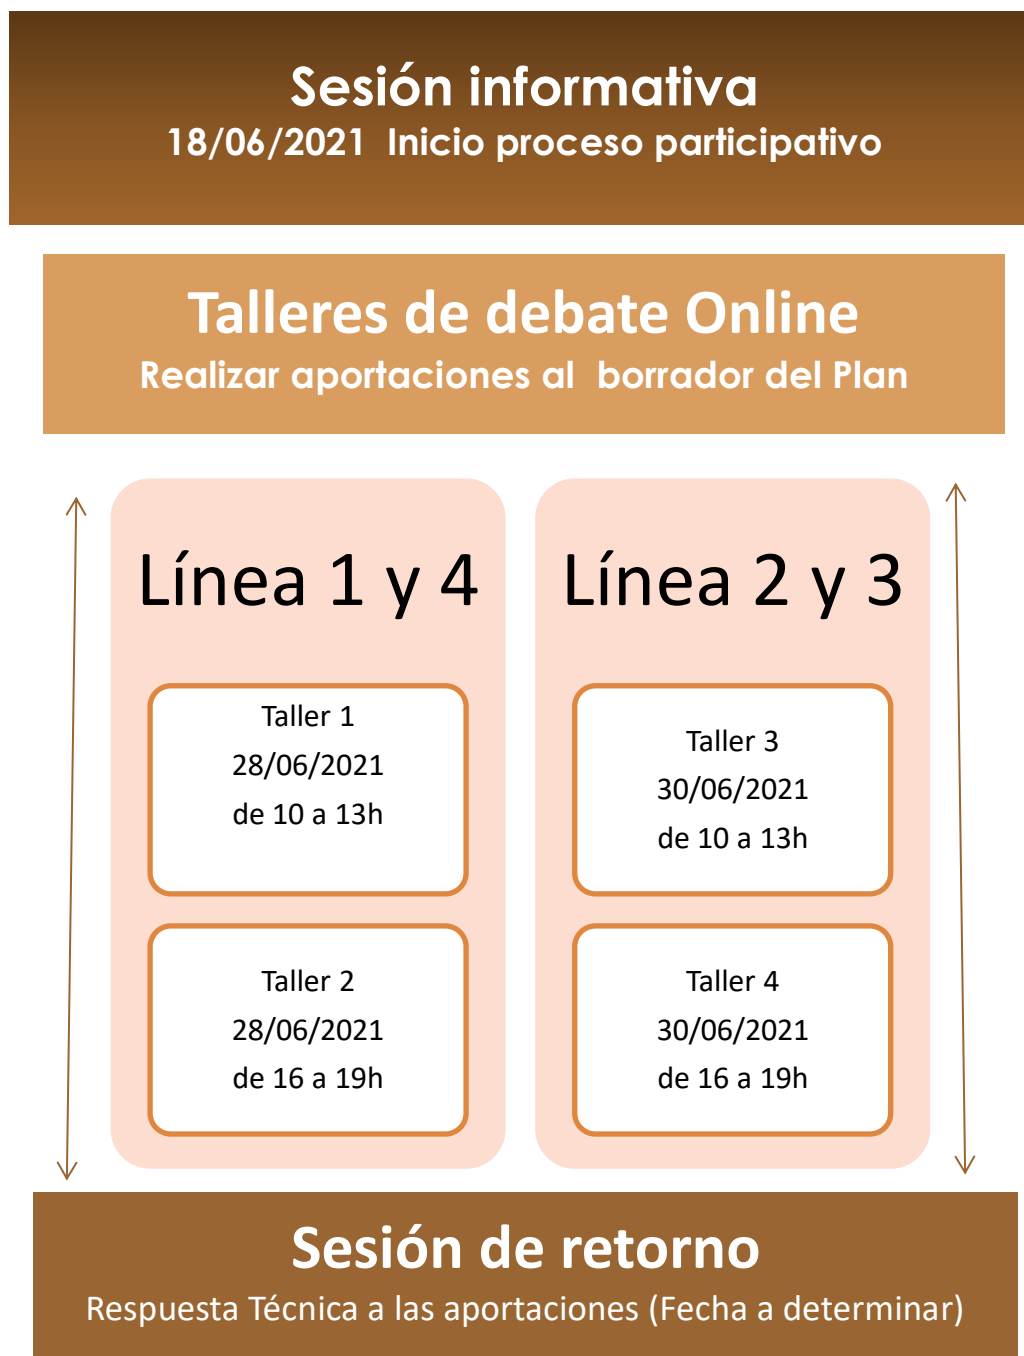 Sesión informativa
18/06/2021 Inicio proceso participativo
Talleres de debate Online
Realizar aportaciones al borrador del Plan
Línea 1 y 4
Taller 1
28/06/2021
de 10 a 13h
Taller 2
28/06/2021
de 16 a 19h
Línea 2 y 3
Taller 3
30/06/2021
de 10 a 13h
Taller 4
30/06/2021
de 16 a 19h
Sesión de retorno
Respuesta Técnica a las aportaciones (Fecha a determinar)